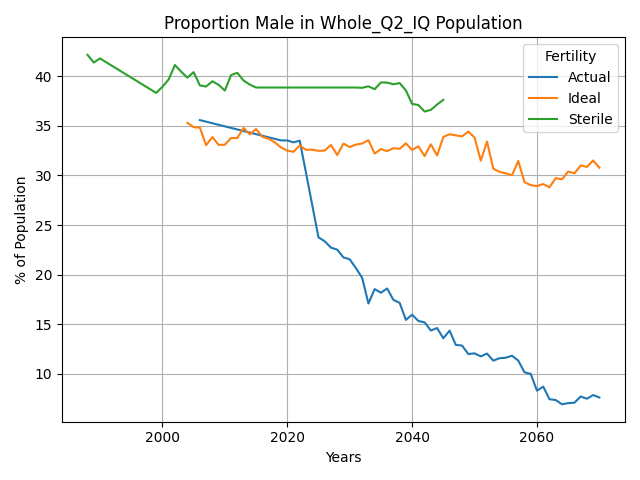 Proportion Male in Whole_Q2_IQ Population
Fertility
Actual
Ideal
Sterile
% of Population
40
35
30
25
20
15
10
2000
2020
2040
2060
Years